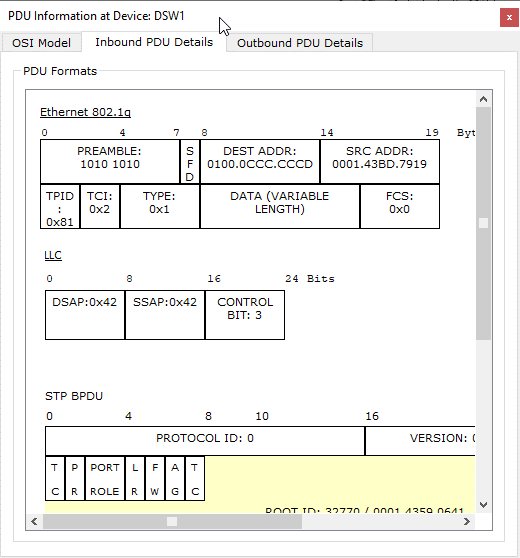 PDU Information at Device: DSW1
OSI Model Inbound PDU Details Outbound PDU Details
PDU Formats
Ethernet 802.1q
0 4 7 8 14 19 Byt
PREAMBLE:
1010 1010
S
F
D
DEST ADDR:
0100.0CCC.CCCD
SRC ADDR:
0001.43BD.7919
TPID
:
0x81
TCI:
0x2
TYPE:
0x1
DATA (VARIABLE
LENGTH)
FCS:
0x0
LLC
0 8 16 24 Bits
DSAP:0x42 SSAP:0x42 CONTROL
BIT: 3
STP BPDU
0 4 8 10 16
PROTOCOL ID: 0 VERSION: 0
T
C
P
R
PORT
ROLE
L
R
F
W
A
G
T
C
ROOT ID: 32770 / 0001.4359.0641